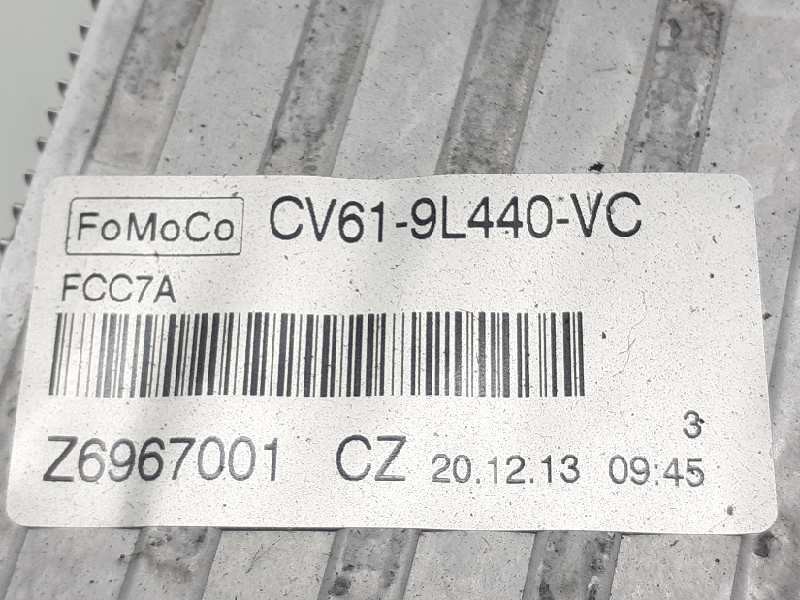 FoMoCo CV61-9L440-VC
FCC7A
3
Z6967001 CZ 20.12.13 09:45